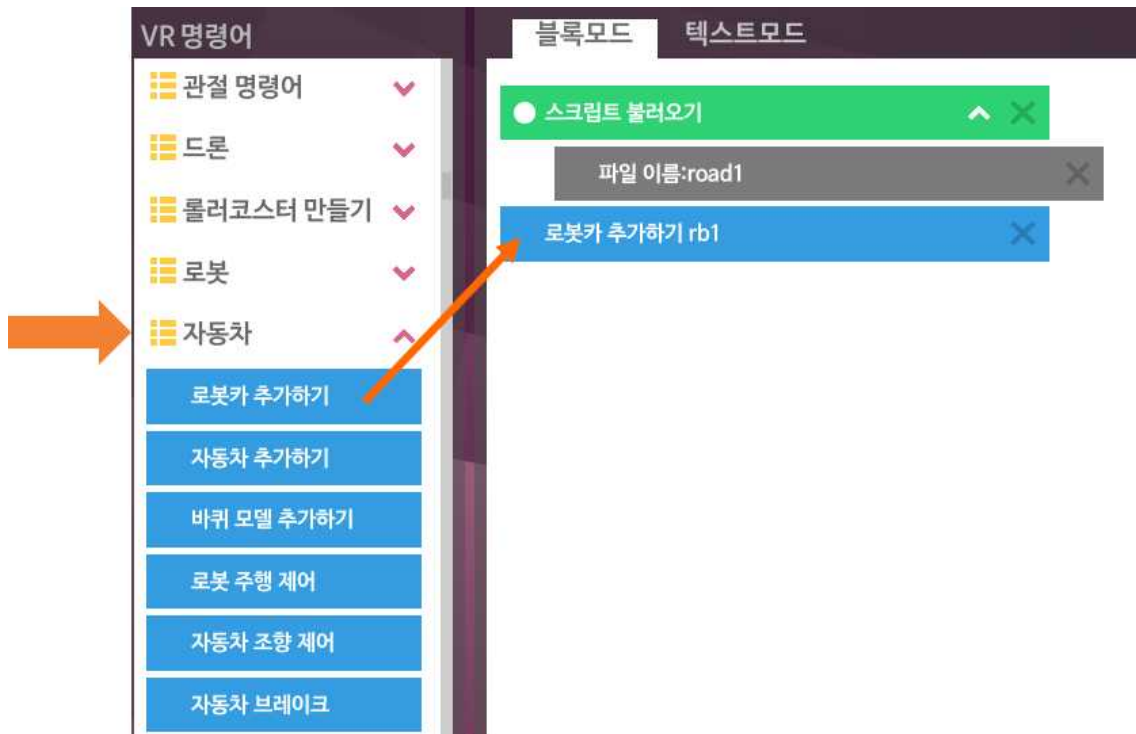 VR 명령어
관절 명령어
드론
롤러코스터 만들기
로봇
자동차
로봇카 추가하기
자동차 추가하기
바퀴 모델 추가하기
로봇 주행 제어
자동차 조향 제어
자동차 브레이크
블록모드 텍스트모드
스크립트 불러오기
파일 이름:road1
로봇카 추가하기 rb1